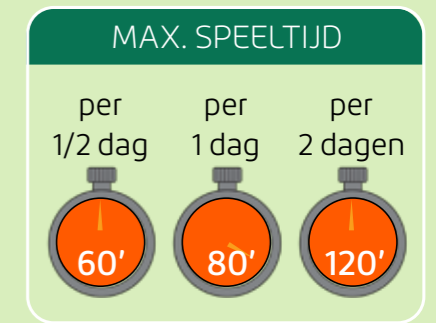 MAX. SPEELTIJD
per per per
1/2 dag 1 dag 2 dagen
60' 80' 120'